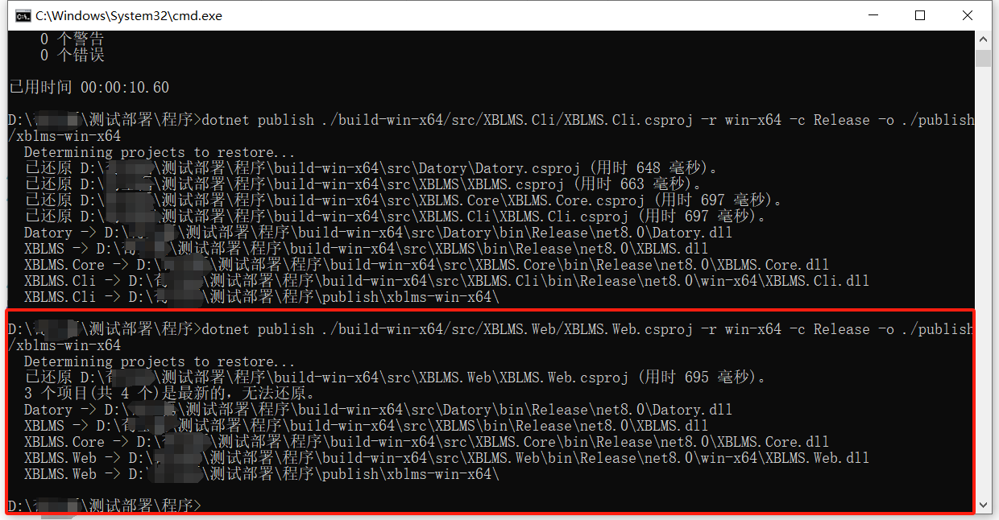 C:\Windows\System32\cmd.exe
0 个警告
0 个错误
已用时间 00:00:10.60
D:\ \测试部署\程序>dotnet publish ./build-win-x64/src/XBLMS.Cli/XBLMS.Cli.csproj -r win-x64 -c Release -o ./publish
/xblms-win-x64
Determining projects to restore...
已还原 D:\ \测试部署\程序\build-win-x64\src\Datory\Datory.csproj (用时 648 毫秒)。
已还原 D:\ \测试部署\程序\build-win-x64\src\XBLMS\XBLMS.csproj (用时 663 毫秒)。
已还原 D:\ \测试部署\程序\build-win-x64\src\XBLMS.Core\XBLMS.Core.csproj (用时 697 毫秒)。
已还原 D:\ \测试部署\程序\build-win-x64\src\XBLMS.Cli\XBLMS.Cli.csproj (用时 697 毫秒)。
Datory -> D:\ \测试部署\程序\build-win-x64\src\Datory\bin\Release\net8.0\Datory.dll
XBLMS -> D:\ \测试部署\程序\build-win-x64\src\XBLMS\bin\Release\net8.0\XBLMS.dll
XBLMS.Core -> D:\ \测试部署\程序\build-win-x64\src\XBLMS.Core\bin\Release\net8.0\XBLMS.Core.dll
XBLMS.Cli -> D:\ \测试部署\程序\build-win-x64\src\XBLMS.Cli\bin\Release\net8.0\win-x64\XBLMS.Cli.dll
XBLMS.Cli -> D:\ \测试部署\程序\publish\xblms-win-x64\
D:\ \测试部署\程序>dotnet publish ./build-win-x64/src/XBLMS.Web/XBLMS.Web.csproj -r win-x64 -c Release -o ./publish
/xblms-win-x64
Determining projects to restore...
已还原 D:\ \测试部署\程序\build-win-x64\src\XBLMS.Web\XBLMS.Web.csproj (用时 695 毫秒)。
3 个项目(共 4 个)是最新的，无法还原。
Datory -> D:\ \测试部署\程序\build-win-x64\src\Datory\bin\Release\net8.0\Datory.dll
XBLMS -> D:\ \测试部署\程序\build-win-x64\src\XBLMS\bin\Release\net8.0\XBLMS.dll
XBLMS.Core -> D:\ \测试部署\程序\build-win-x64\src\XBLMS.Core\bin\Release\net8.0\XBLMS.Core.dll
XBLMS.Web -> D:\ \测试部署\程序\build-win-x64\src\XBLMS.Web\bin\Release\net8.0\win-x64\XBLMS.Web.dll
XBLMS.Web -> D:\ \测试部署\程序\publish\xblms-win-x64\
D:\ \测试部署\程序>